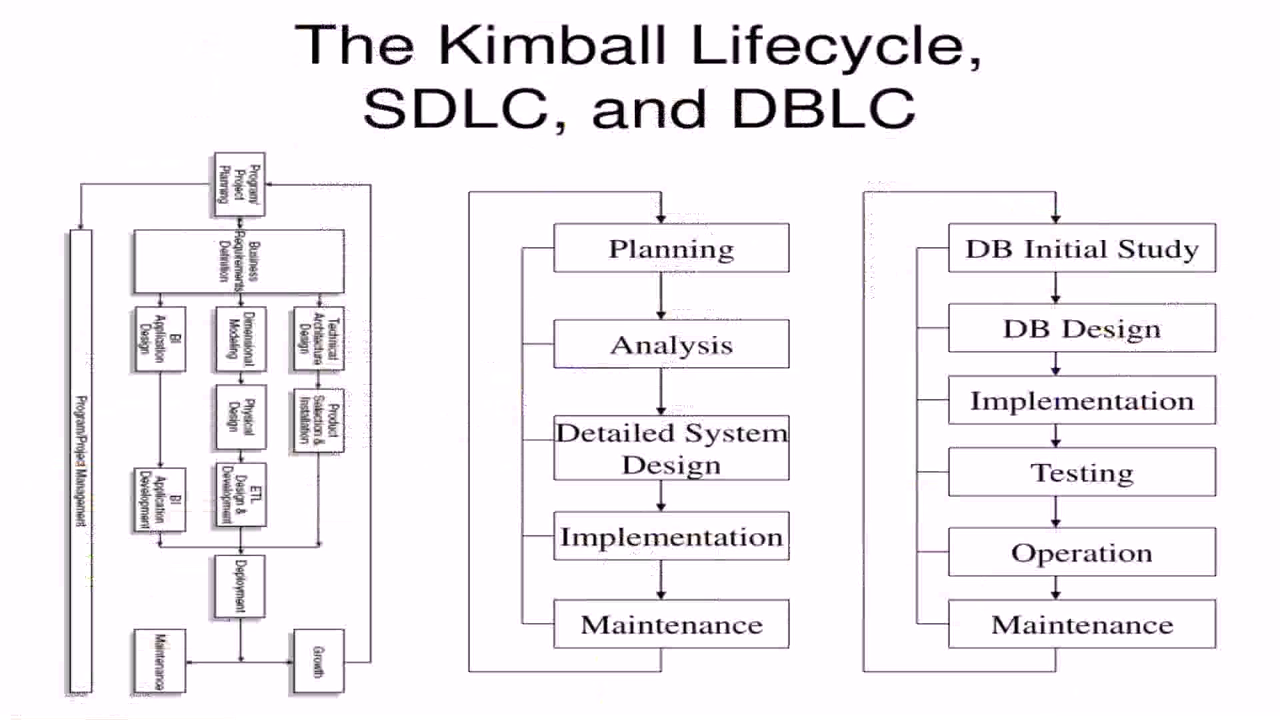 The Kimball Lifecycle,
SDLC, and DBLC
Program/
Project
Planning
Business
Requirements
Definition
Technical
Architecture
Design
Product
Selection &
Installation
Dimensional
Modeling
Physical
Design
ETL
Design &
Development
BI
Application
Design
BI
Application
Development
Deployment
Maintenance
Growth
Program/Project Management
Planning
Analysis
Detailed System
Design
Implementation
Maintenance
DB Initial Study
DB Design
Implementation
Testing
Operation
Maintenance